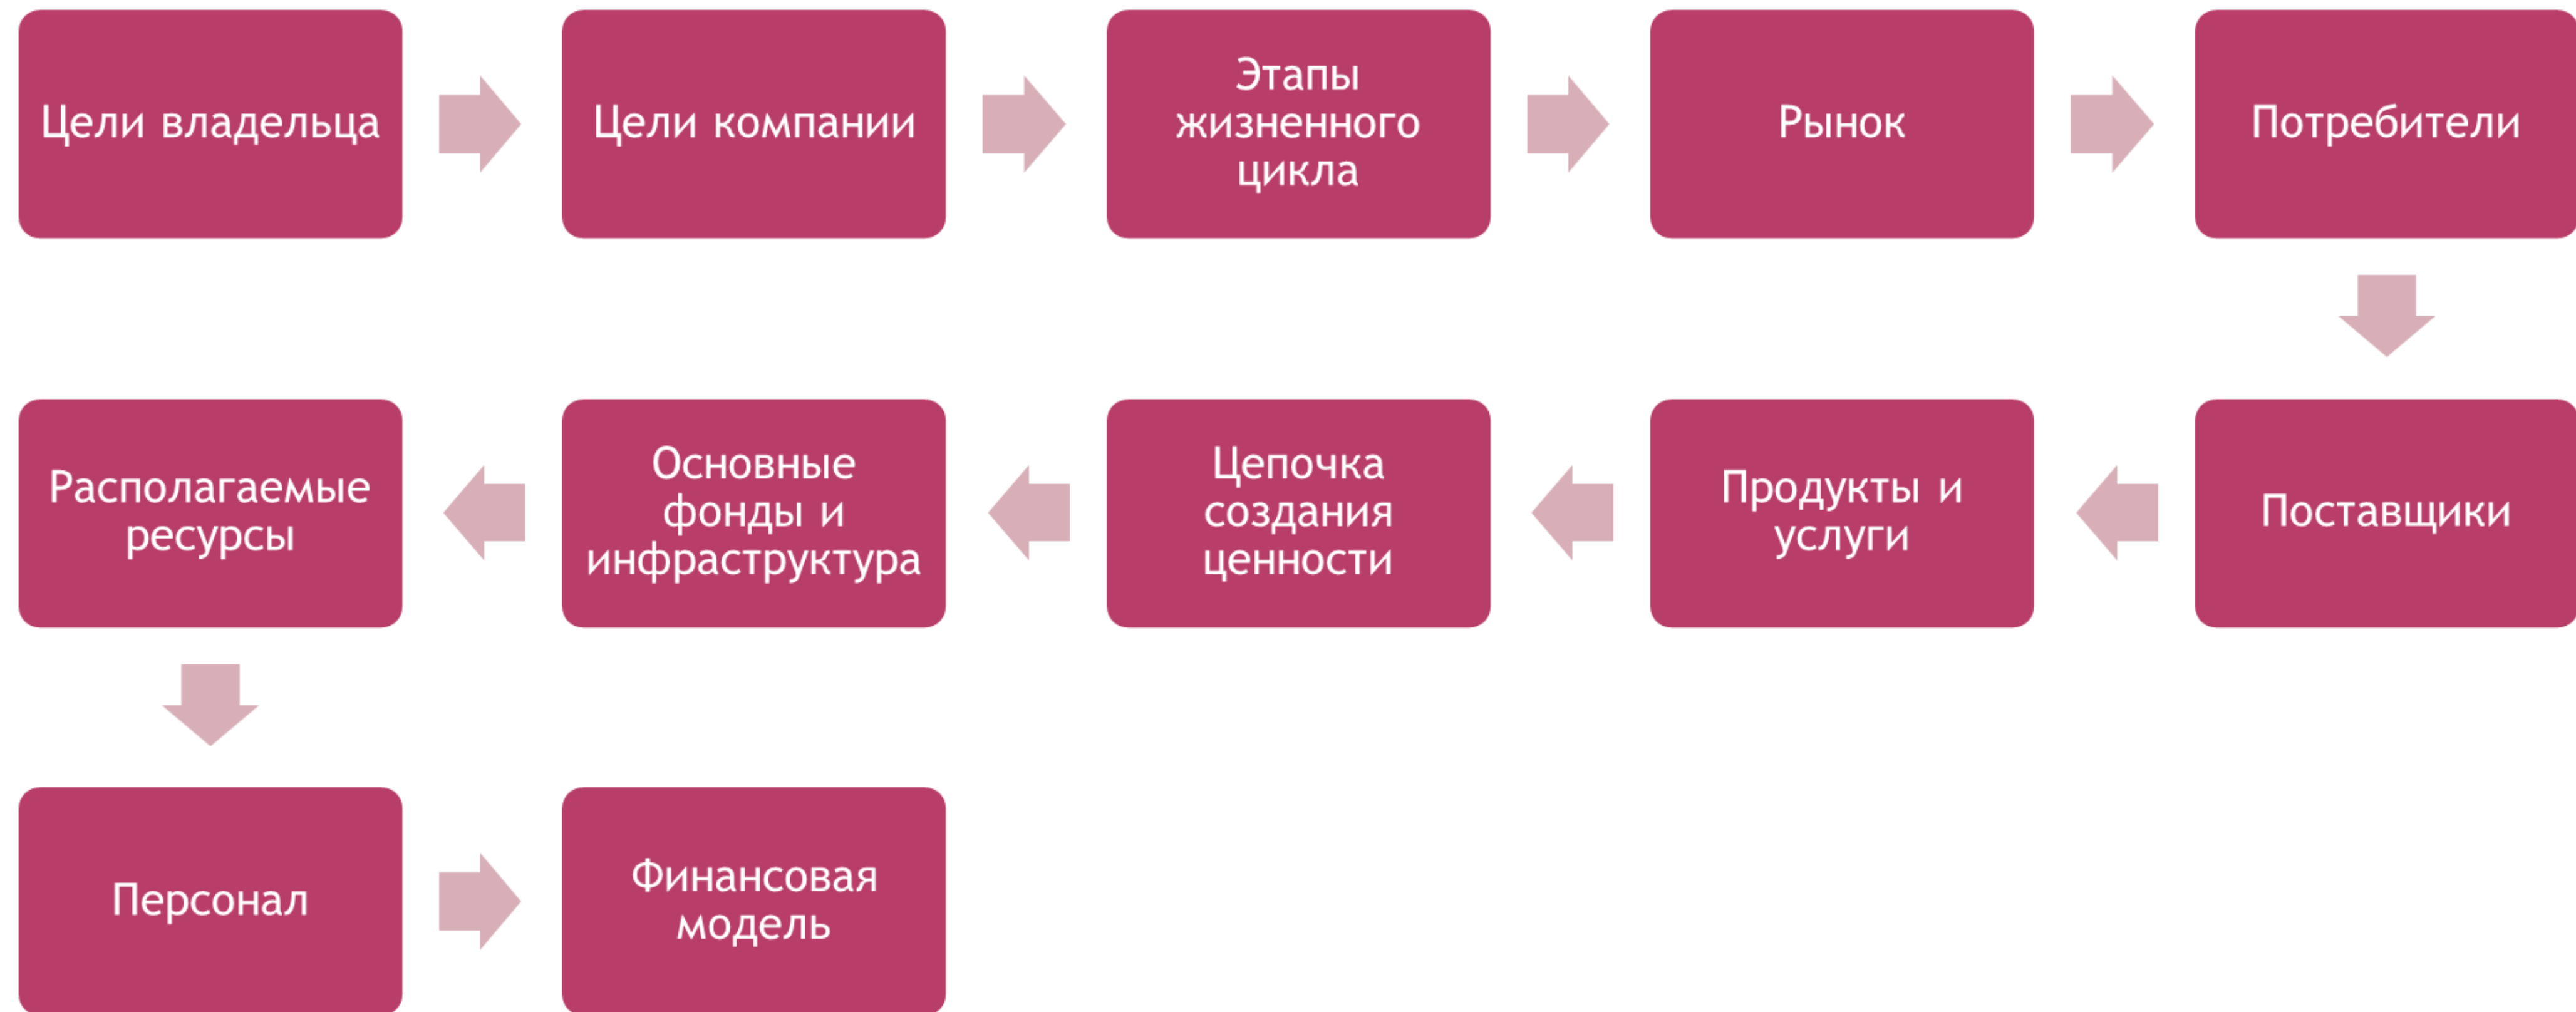 Цели владельца
Цели компании
Этапы
жизненного
цикла
Рынок
Потребители
Поставщики
Продукты и
услуги
Цепочка
создания
ценности
Основные
фонды и
инфраструктура
Располагаемые
ресурсы
Персонал
Финансовая
модель